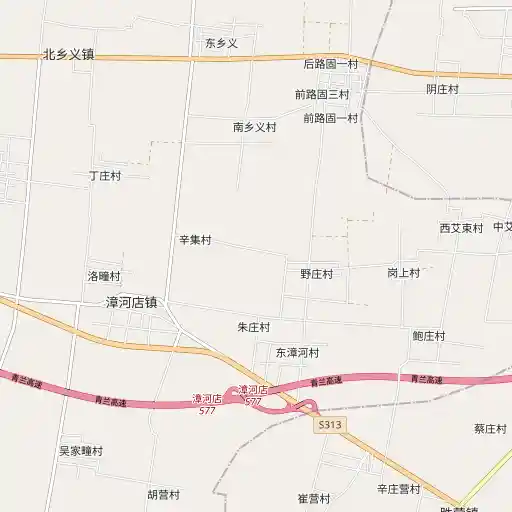 东乡义
北乡义镇
后路固一村
阴庄村
前路固三村
前路固一村
南乡义村
丁庄村
西艾束村
中艾
辛集村
洛疃村
野庄村
岗上村
漳河店镇
朱庄村
鲍庄村
东漳河村
青兰高速
青兰高速
青兰高速
青兰高速
漳河店
S77
漳河店
S77
S313
蔡庄村
吴家疃村
胡营村
崔营村
辛庄营村